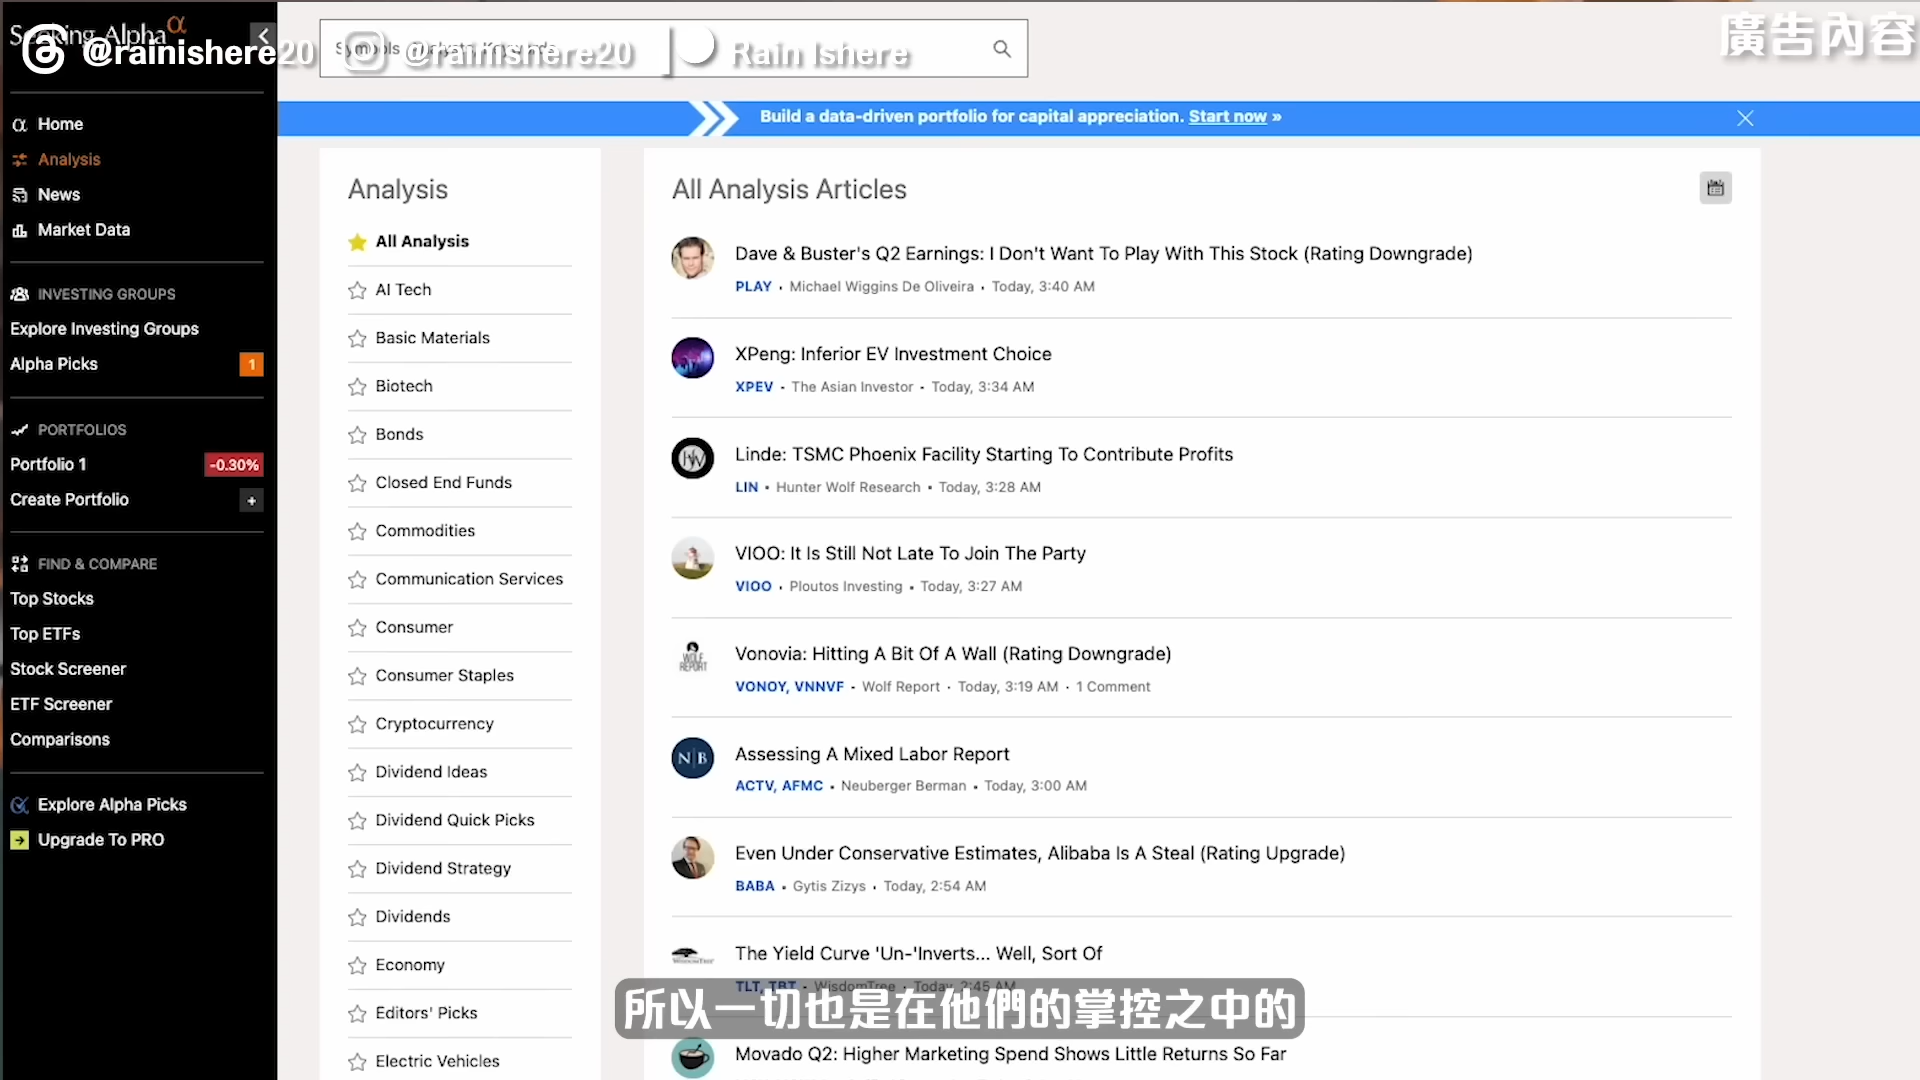 Seeking Alpha α
@rainishere20
@rainishere20
Rain Ishere
廣告內容
Home
Analysis
News
Market Data
INVESTING GROUPS
Explore Investing Groups
Alpha Picks
1
PORTFOLIOS
Portfolio 1
-0.30%
Create Portfolio
+
FIND & COMPARE
Top Stocks
Top ETFs
Stock Screener
ETF Screener
Comparisons
Explore Alpha Picks
Upgrade To PRO
Build a data-driven portfolio for capital appreciation. Start now »
Analysis
All Analysis
AI Tech
Basic Materials
Biotech
Bonds
Closed End Funds
Commodities
Communication Services
Consumer
Consumer Staples
Cryptocurrency
Dividend Ideas
Dividend Quick Picks
Dividend Strategy
Dividends
Economy
Editors' Picks
Electric Vehicles
All Analysis Articles
Dave & Buster's Q2 Earnings: I Don't Want To Play With This Stock (Rating Downgrade)
PLAY • Michael Wiggins De Oliveira • Today, 3:40 AM
XPeng: Inferior EV Investment Choice
XPEV • The Asian Investor • Today, 3:34 AM
Linde: TSMC Phoenix Facility Starting To Contribute Profits
LIN • Hunter Wolf Research • Today, 3:28 AM
VIOO: It Is Still Not Late To Join The Party
VIOO • Ploutos Investing • Today, 3:27 AM
WOLF
REPORT
Vonovia: Hitting A Bit Of A Wall (Rating Downgrade)
VONOY, VNNVF • Wolf Report • Today, 3:19 AM • 1 Comment
N|B
Assessing A Mixed Labor Report
ACTV, AFMC • Neuberger Berman • Today, 3:00 AM
Even Under Conservative Estimates, Alibaba Is A Steal (Rating Upgrade)
BABA • Gytis Zizys • Today, 2:54 AM
The Yield Curve 'Un-'Inverts... Well, Sort Of
TLT, TBT • WisdomTree • Today, 2:45 AM
所以一切也是在他們的掌控之中的
Movado Q2: Higher Marketing Spend Shows Little Returns So Far